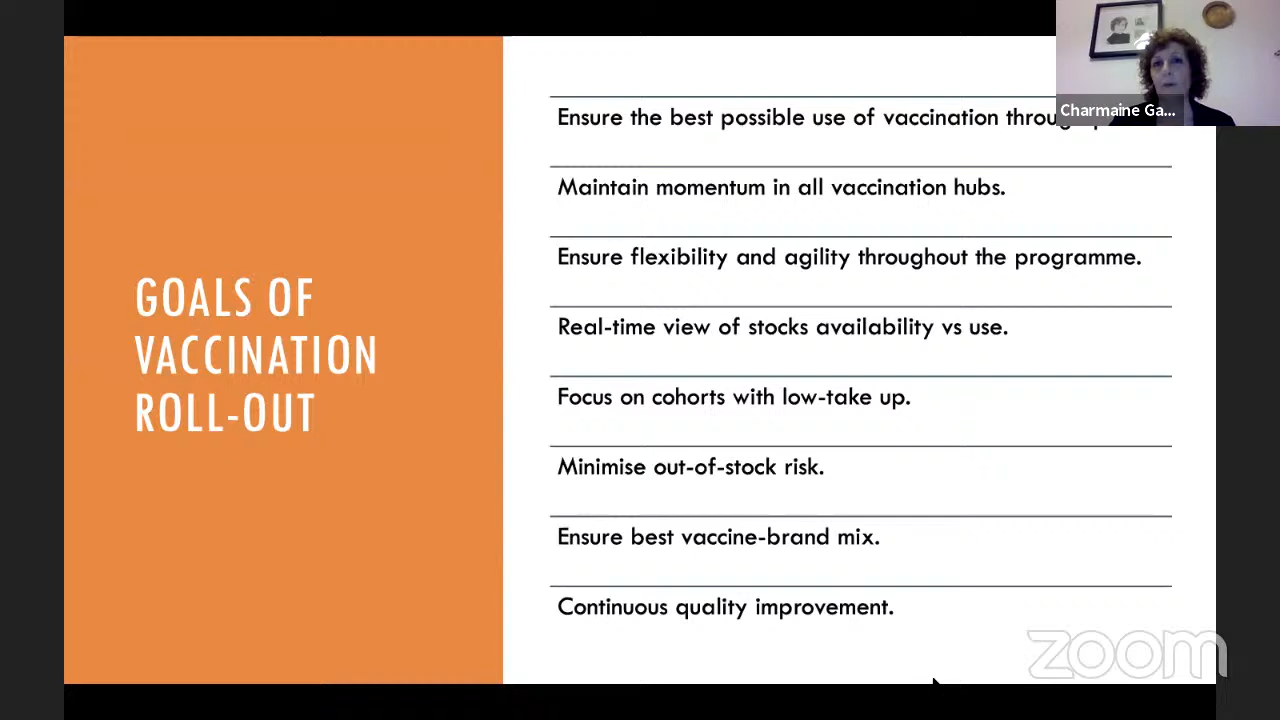 Charmaine Ga...
GOALS OF
VACCINATION
ROLL-OUT
Ensure the best possible use of vaccination
Maintain momentum in all vaccination hubs.
Ensure flexibility and agility throughout the programme.
Real-time view of stocks availability vs use.
Focus on cohorts with low-take up.
Minimise out-of-stock risk.
Ensure best vaccine-brand mix.
Continuous quality improvement.
zoom